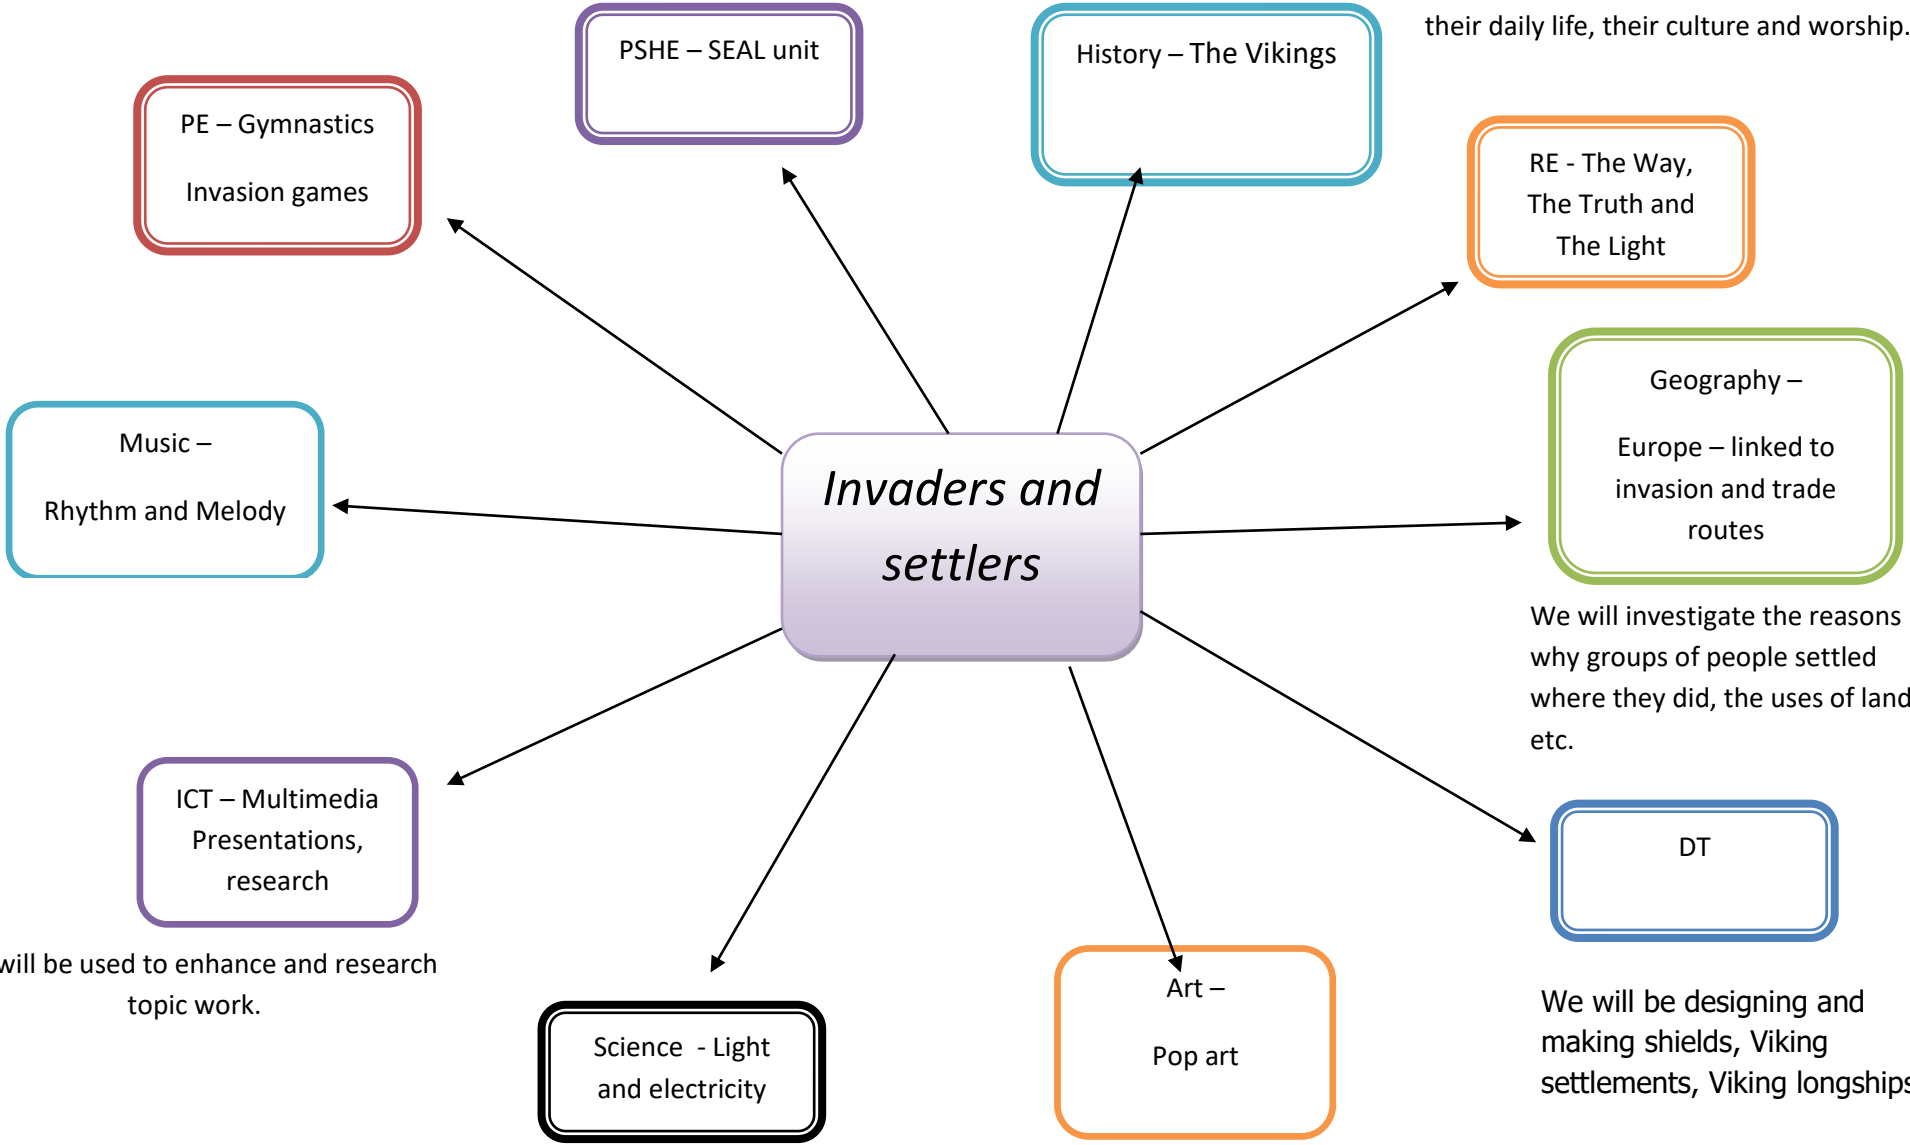 their daily life, their culture and worship.
PSHE – SEAL unit
History – The Vikings
PE – Gymnastics
Invasion games
RE - The Way,
The Truth and
The Light
Geography –
Europe – linked to
invasion and trade
routes
We will investigate the reasons
why groups of people settled
where they did, the uses of land
etc.
Music –
Rhythm and Melody
Invaders and
settlers
ICT – Multimedia
Presentations,
research
will be used to enhance and research
topic work.
DT
We will be designing and
making shields, Viking
settlements, Viking longships
Science - Light
and electricity
Art –
Pop art